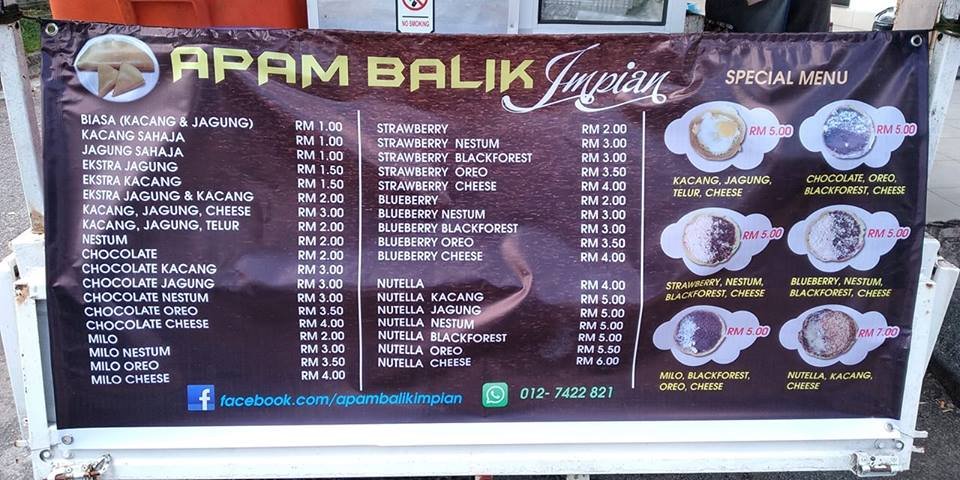 NO SMOKING
APAM BALIK Impian
BIASA (KACANG & JAGUNG) RM 1.00
KACANG SAHAJA RM 1.00
JAGUNG SAHAJA RM 1.00
EKSTRA JAGUNG RM 1.50
EKSTRA KACANG RM 1.50
EKSTRA JAGUNG & KACANG RM 2.00
KACANG, JAGUNG, CHEESE RM 3.00
KACANG, JAGUNG, TELUR RM 2.00
NESTUM RM 2.00
CHOCOLATE RM 2.00
CHOCOLATE KACANG RM 3.00
CHOCOLATE JAGUNG RM 3.00
CHOCOLATE NESTUM RM 3.00
CHOCOLATE OREO RM 3.50
CHOCOLATE CHEESE RM 4.00
MILO RM 2.00
MILO NESTUM RM 3.00
MILO OREO RM 3.50
MILO CHEESE RM 4.00
STRAWBERRY RM 2.00
STRAWBERRY NESTUM RM 3.00
STRAWBERRY BLACKFOREST RM 3.00
STRAWBERRY OREO RM 3.50
STRAWBERRY CHEESE RM 4.00
BLUEBERRY RM 2.00
BLUEBERRY NESTUM RM 3.00
BLUEBERRY BLACKFOREST RM 3.00
BLUEBERRY OREO RM 3.50
BLUEBERRY CHEESE RM 4.00
NUTELLA RM 4.00
NUTELLA KACANG RM 5.00
NUTELLA JAGUNG RM 5.00
NUTELLA NESTUM RM 5.00
NUTELLA BLACKFOREST RM 5.00
NUTELLA OREO RM 5.50
NUTELLA CHEESE RM 6.00
SPECIAL MENU
RM 5.00
KACANG, JAGUNG,
TELUR, CHEESE
RM 5.00
CHOCOLATE, OREO,
BLACKFOREST, CHEESE
RM 5.00
STRAWBERRY, NESTUM,
BLACKFOREST, CHEESE
RM 5.00
BLUEBERRY, NESTUM,
BLACKFOREST, CHEESE
RM 5.00
MILO, BLACKFOREST,
OREO, CHEESE
RM 7.00
NUTELLA, KACANG,
CHEESE
f facebook.com/apambalikimpian
012- 7422 821